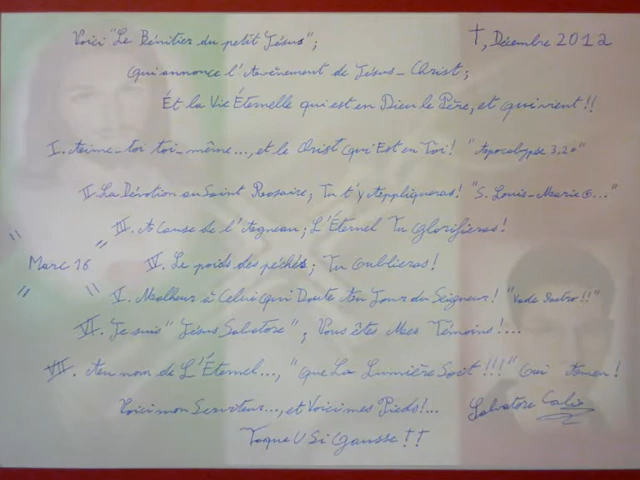 Voici "Le Bénitier du petit Jésus"; †, Décembre 2012
Qui annonce l'Avènement de Jésus-Christ;
Et la Vie Éternelle qui est en Dieu le Père, et qui vient!!
I. Aime-toi toi-même..., et le Christ qui Est en Toi! "Apocalypse 3,20"
II. La Dévotion au Saint Rosaire, Tu t'y Appliqueras! "S. Louis-Marie G..."
III. A Cause de l'Agneau; L'Éternel Tu Glorifieras!
" Marc 16 " IV. Le poids des péchés; Tu Oublieras!
V. Malheur à Celui qui Doute Au Jour du Seigneur! "Vade Retro!!"
VI. Je suis "Jésus Salvatore"; Vous êtes Mes Témoins!...
VII. Au nom de L'Éternel..., "que La Lumière Soit!!!" Oui Amen!
Voici mon Serviteur..., et Voici mes Pieds!... Salvatore